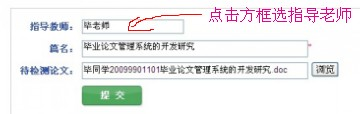 点击方框选指导老师
指导教师： 毕老师
篇名： 毕业论文管理系统的开发研究 *
待检测论文： 毕同学20099901101毕业论文管理系统的开发研究.doc 浏览
提 交